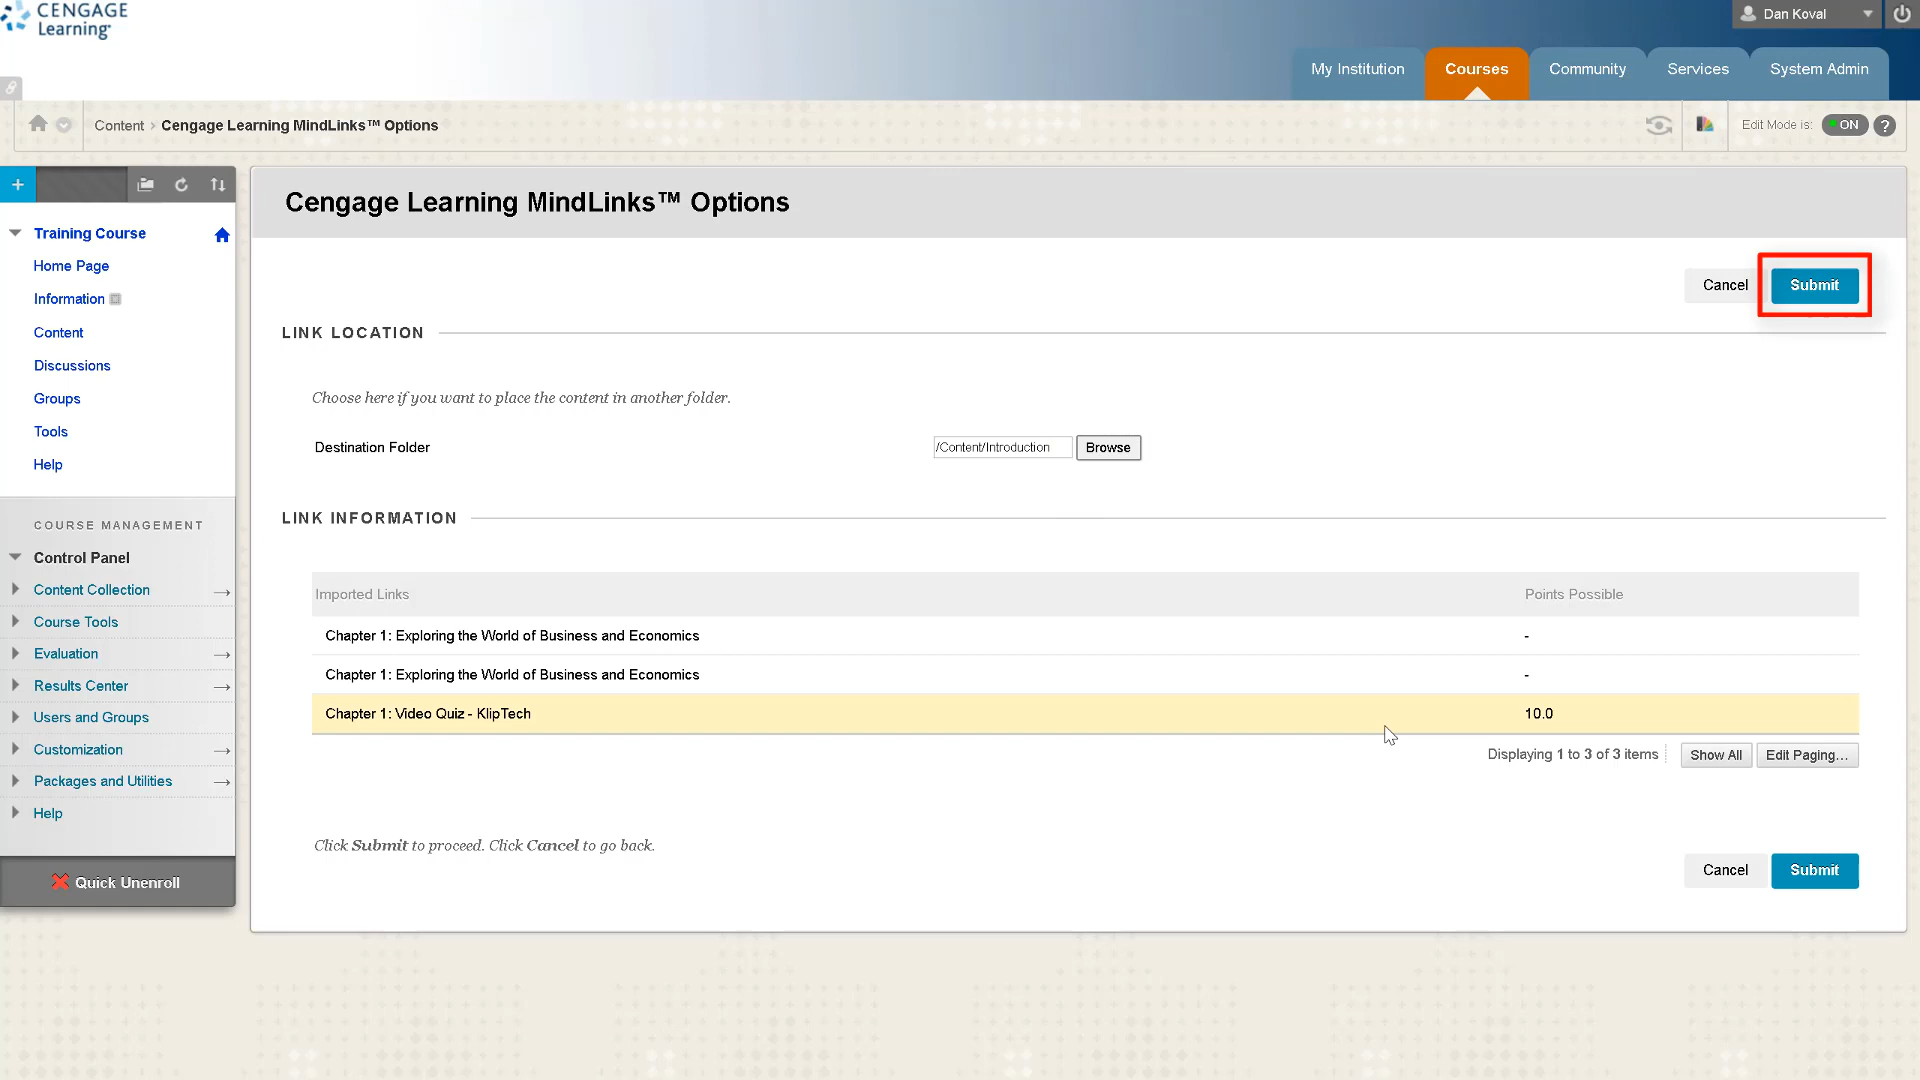 CENGAGE
Learning
Dan Koval
My Institution
Courses
Community
Services
System Admin
Content > Cengage Learning MindLinks™ Options
Edit Mode is:
ON
?
+
Training Course
Home Page
Information
Content
Discussions
Groups
Tools
Help
COURSE MANAGEMENT
Control Panel
Content Collection
Course Tools
Evaluation
Results Center
Users and Groups
Customization
Packages and Utilities
Help
Quick Unenroll
Cengage Learning MindLinks™ Options
Cancel
Submit
LINK LOCATION
Choose here if you want to place the content in another folder.
Destination Folder
/Content/Introduction
Browse
LINK INFORMATION
Imported Links
Points Possible
Chapter 1: Exploring the World of Business and Economics
-
Chapter 1: Exploring the World of Business and Economics
-
Chapter 1: Video Quiz - KlipTech
10.0
Displaying 1 to 3 of 3 items
Show All
Edit Paging...
Click Submit to proceed. Click Cancel to go back.
Cancel
Submit